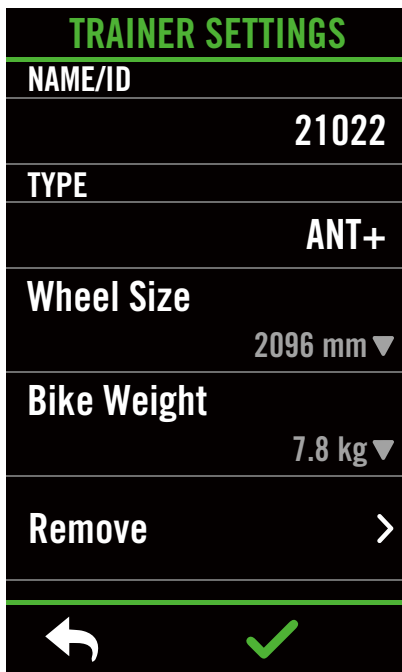 TRAINER SETTINGS
NAME/ID
21022
TYPE
ANT+
Wheel Size
2096 mm
Bike Weight
7.8 kg
Remove